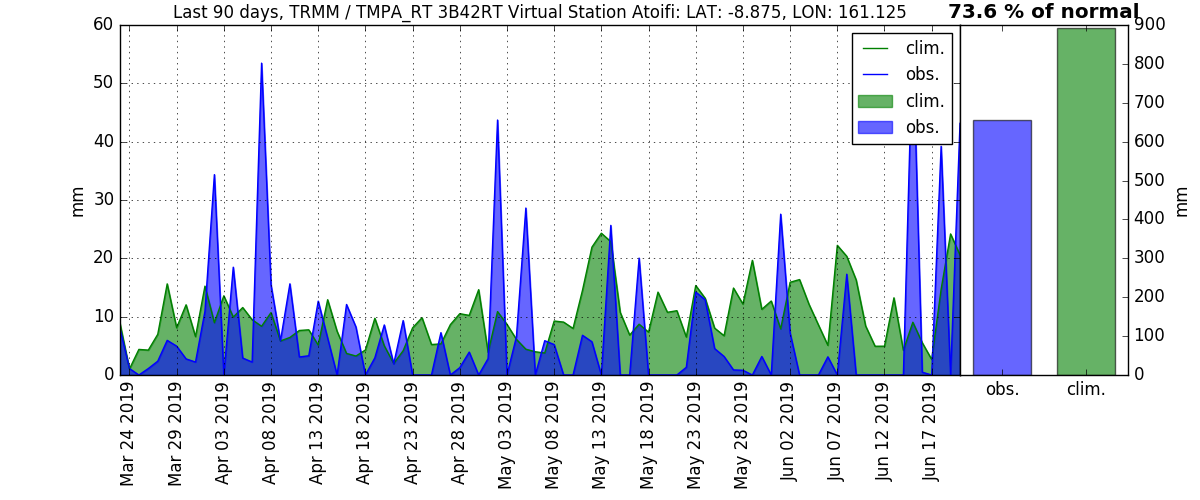 Last 90 days, TRMM / TMPA_RT 3B42RT Virtual Station Atoifi: LAT: -8.875, LON: 161.125
73.6 % of normal
60
50
40
30
20
10
0
mm
clim.
obs.
clim.
obs.
900
800
700
600
500
400
300
200
100
0
mm
obs.
clim.
Mar 24 2019
Mar 29 2019
Apr 03 2019
Apr 08 2019
Apr 13 2019
Apr 18 2019
Apr 23 2019
Apr 28 2019
May 03 2019
May 08 2019
May 13 2019
May 18 2019
May 23 2019
May 28 2019
Jun 02 2019
Jun 07 2019
Jun 12 2019
Jun 17 2019